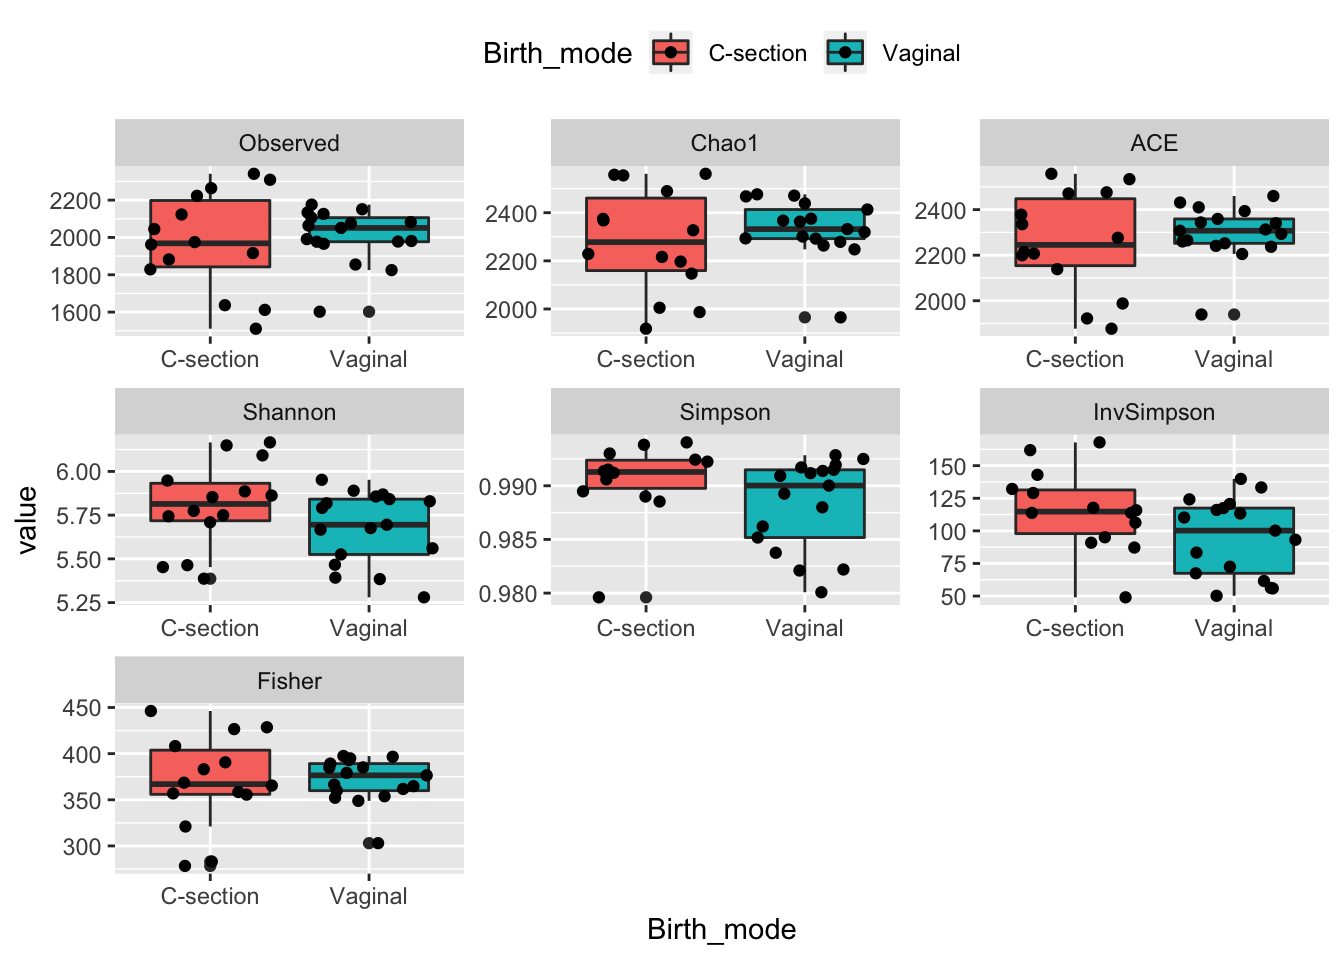 Birth_mode C-section Vaginal
Observed Chao1 ACE
2200
2000
1800
1600
C-section Vaginal
2400
2200
2000
C-section Vaginal
2400
2200
2000
C-section Vaginal
Shannon Simpson InvSimpson
value
6.00
5.75
5.50
5.25
C-section Vaginal
0.990
0.985
0.980
C-section Vaginal
150
125
100
75
50
C-section Vaginal
Fisher
450
400
350
300
C-section Vaginal
Birth_mode